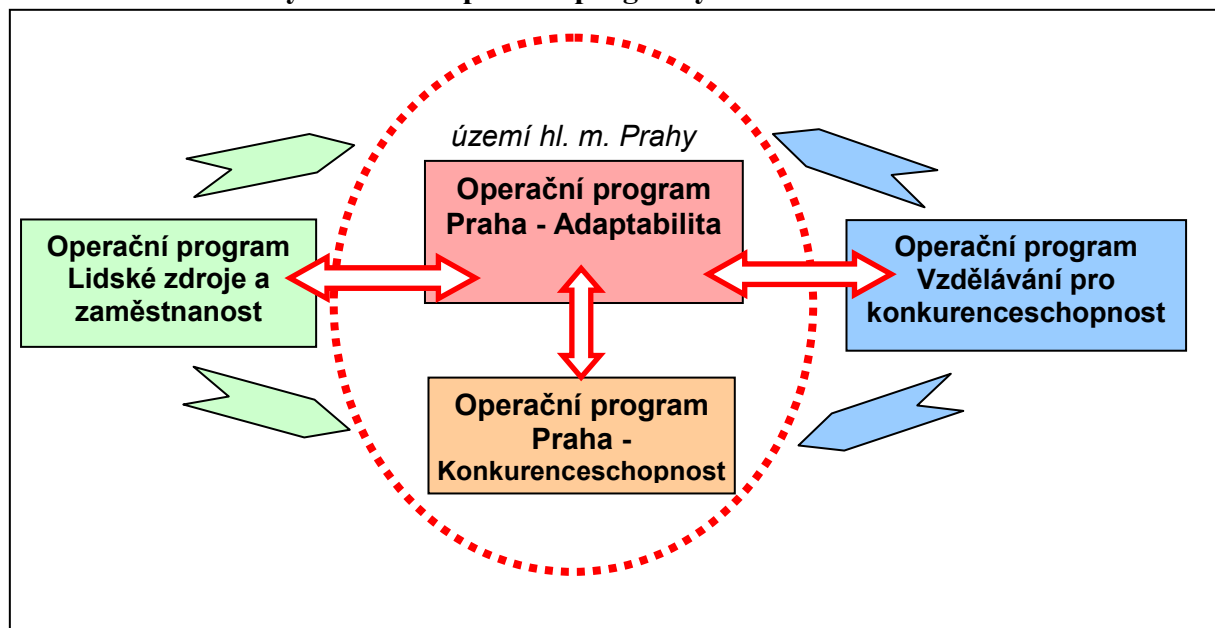 území hl. m. Prahy
Operační program
Praha - Adaptabilita
Operační program
Lidské zdroje a
zaměstnanost
Operační program
Vzdělávání pro
konkurenceschopnost
Operační program
Praha -
Konkurenceschopnost